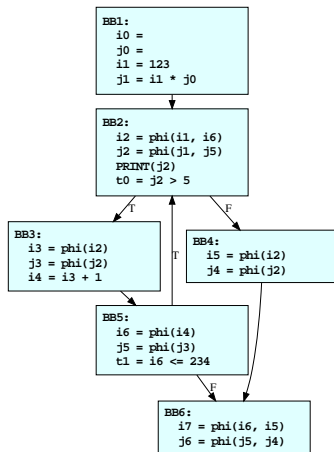 BB1:
i0 =
j0 =
i1 = 123
j1 = i1 * j0
BB2:
i2 = phi(i1, i6)
j2 = phi(j1, j5)
PRINT(j2)
t0 = j2 > 5
T
F
BB3:
i3 = phi(i2)
j3 = phi(j2)
i4 = i3 + 1
T
BB4:
i5 = phi(i2)
j4 = phi(j2)
BB5:
i6 = phi(i4)
j5 = phi(j3)
t1 = i6 <= 234
F
BB6:
i7 = phi(i6, i5)
j6 = phi(j5, j4)